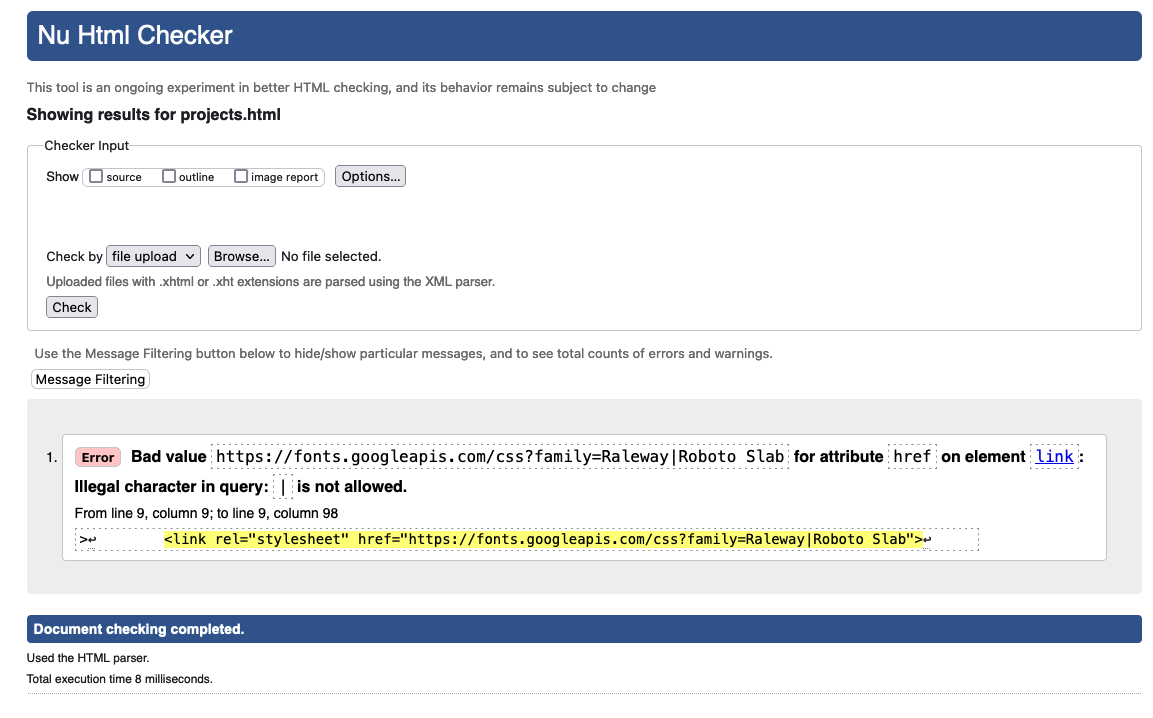 Nu Html Checker
This tool is an ongoing experiment in better HTML checking, and its behavior remains subject to change
Showing results for projects.html
Checker Input
Show source outline image report Options...
Check by file upload Browse... No file selected.
Uploaded files with .xhtml or .xht extensions are parsed using the XML parser.
Check
Use the Message Filtering button below to hide/show particular messages, and to see total counts of errors and warnings.
Message Filtering
1. Error Bad value https://fonts.googleapis.com/css?family=Raleway|Roboto Slab for attribute href on element link:
Illegal character in query: | is not allowed.
From line 9, column 9; to line 9, column 98
>↩ <link rel="stylesheet" href="https://fonts.googleapis.com/css?family=Raleway|Roboto Slab">↩
Document checking completed.
Used the HTML parser.
Total execution time 8 milliseconds.